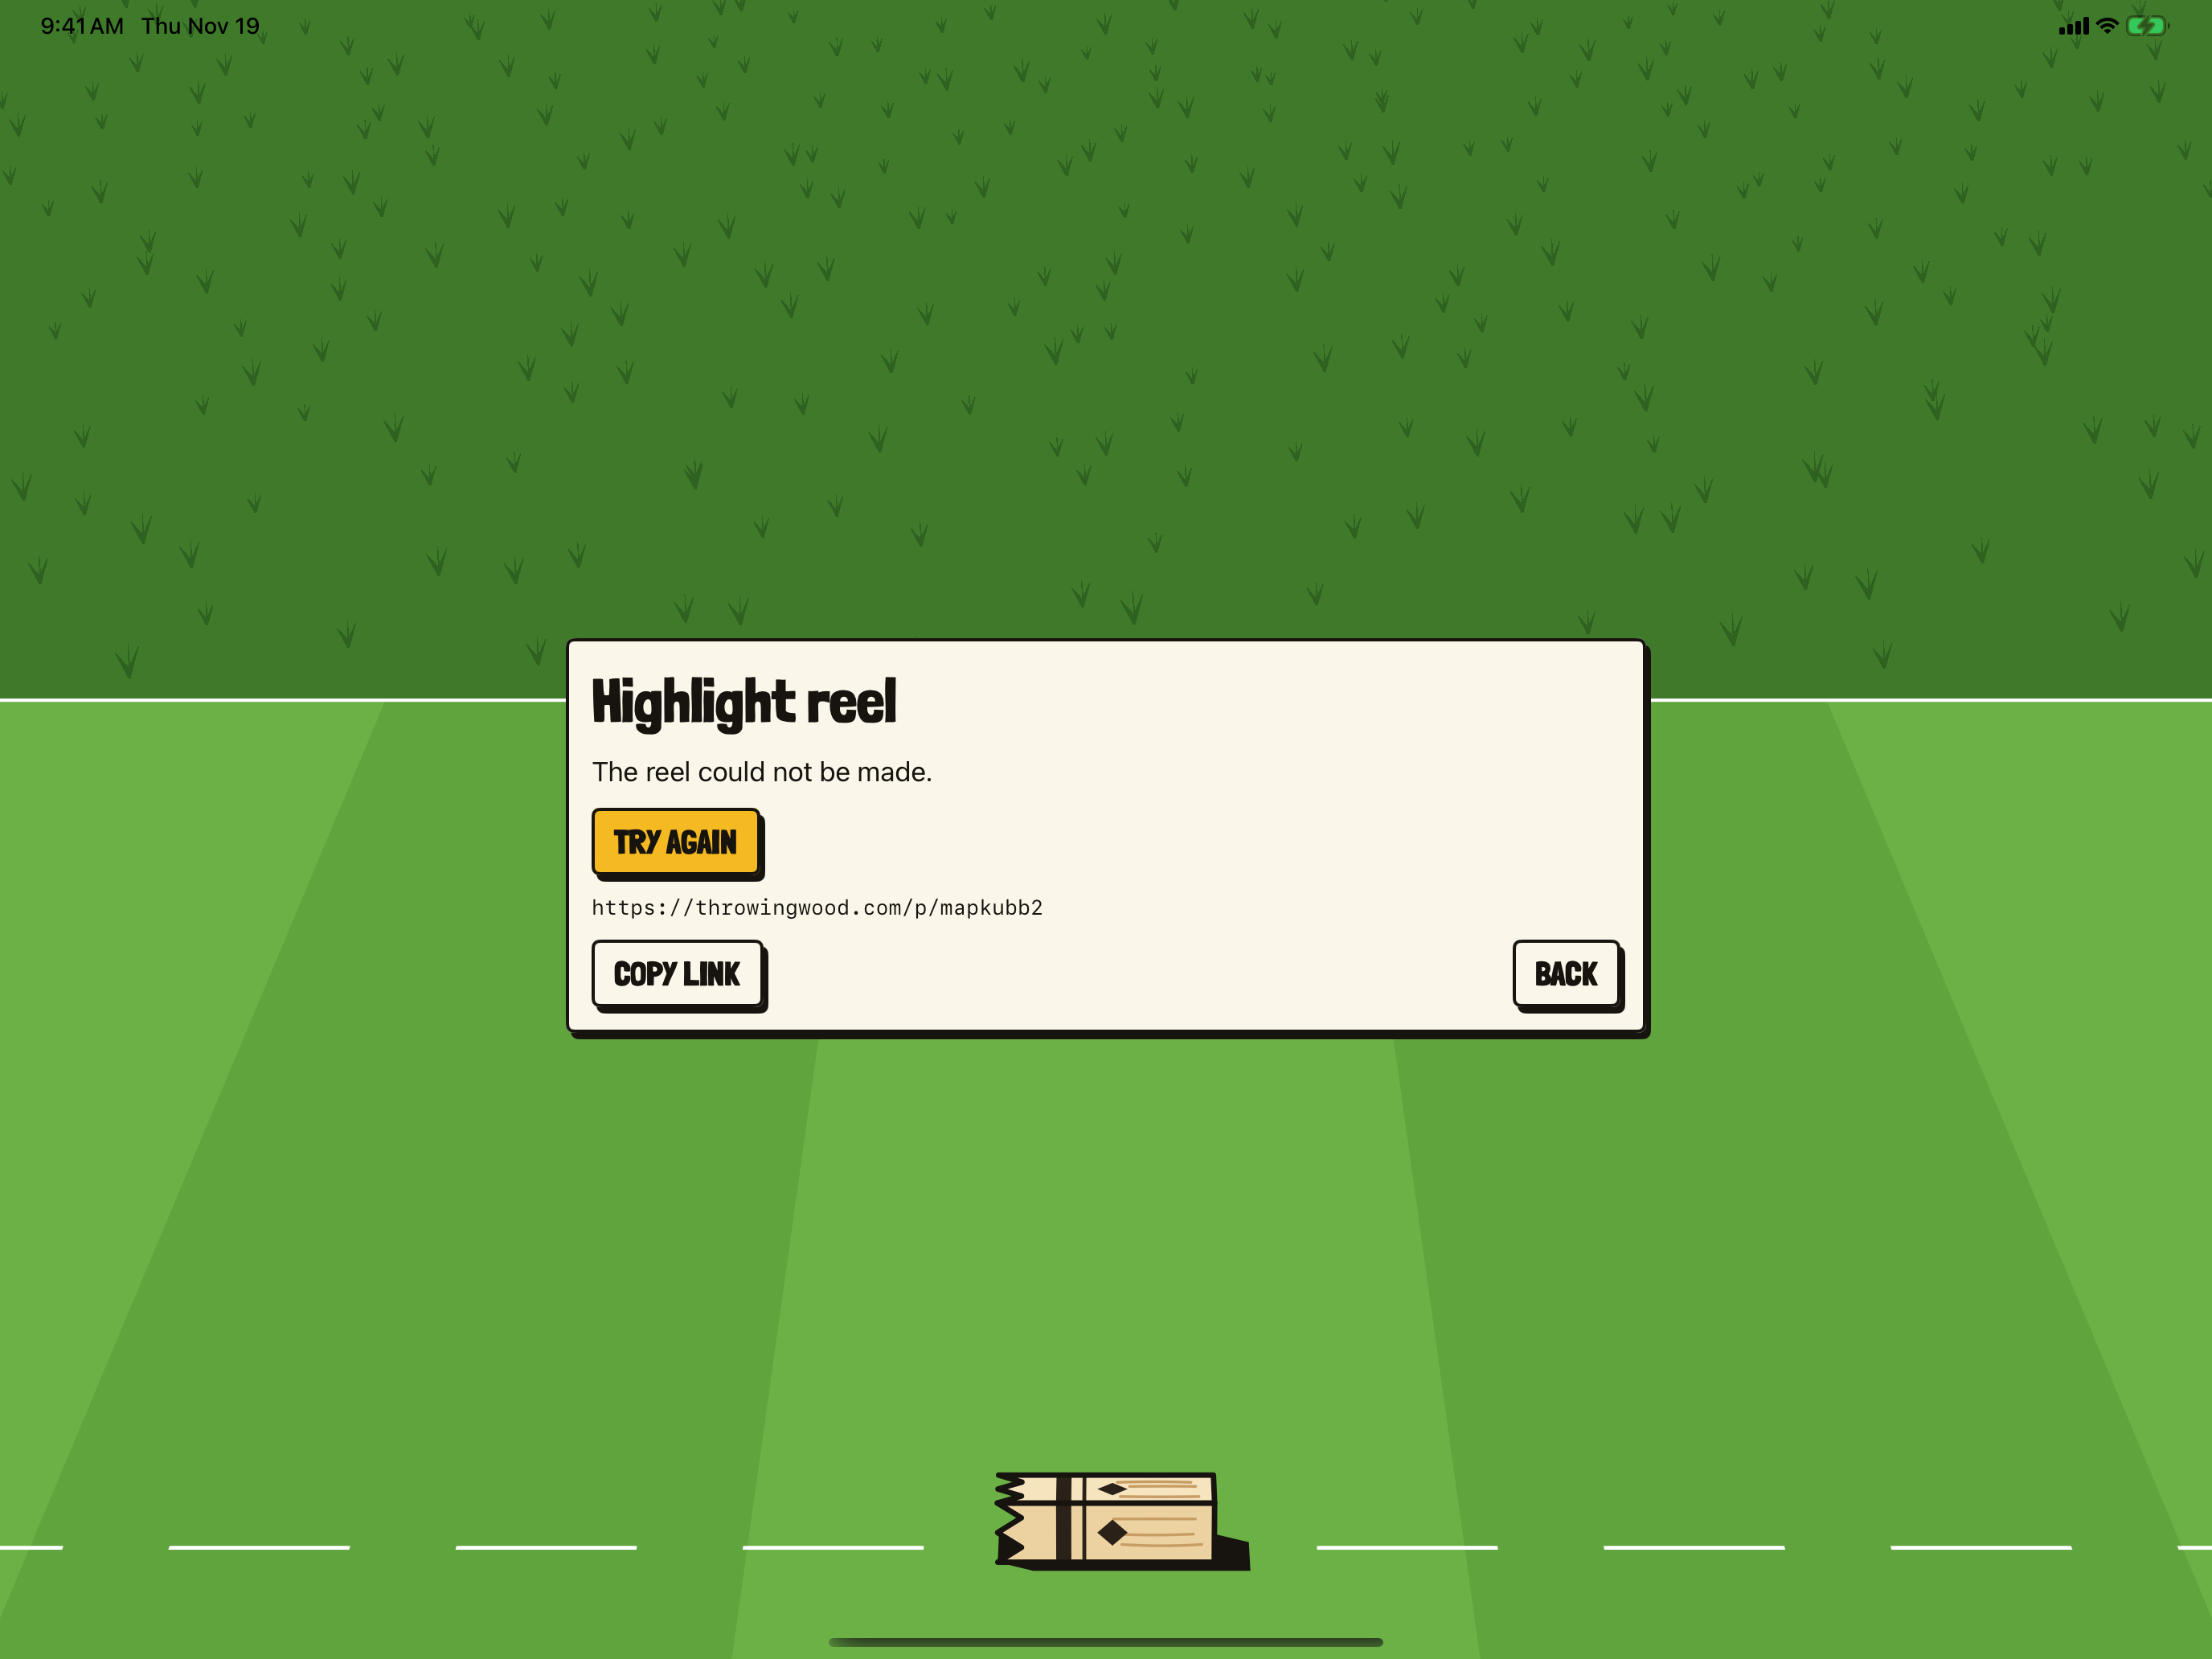 9:41 AM Thu Nov 19
Highlight reel
The reel could not be made.
TRY AGAIN
https://throwingwood.com/p/mapkubb2
COPY LINK
BACK